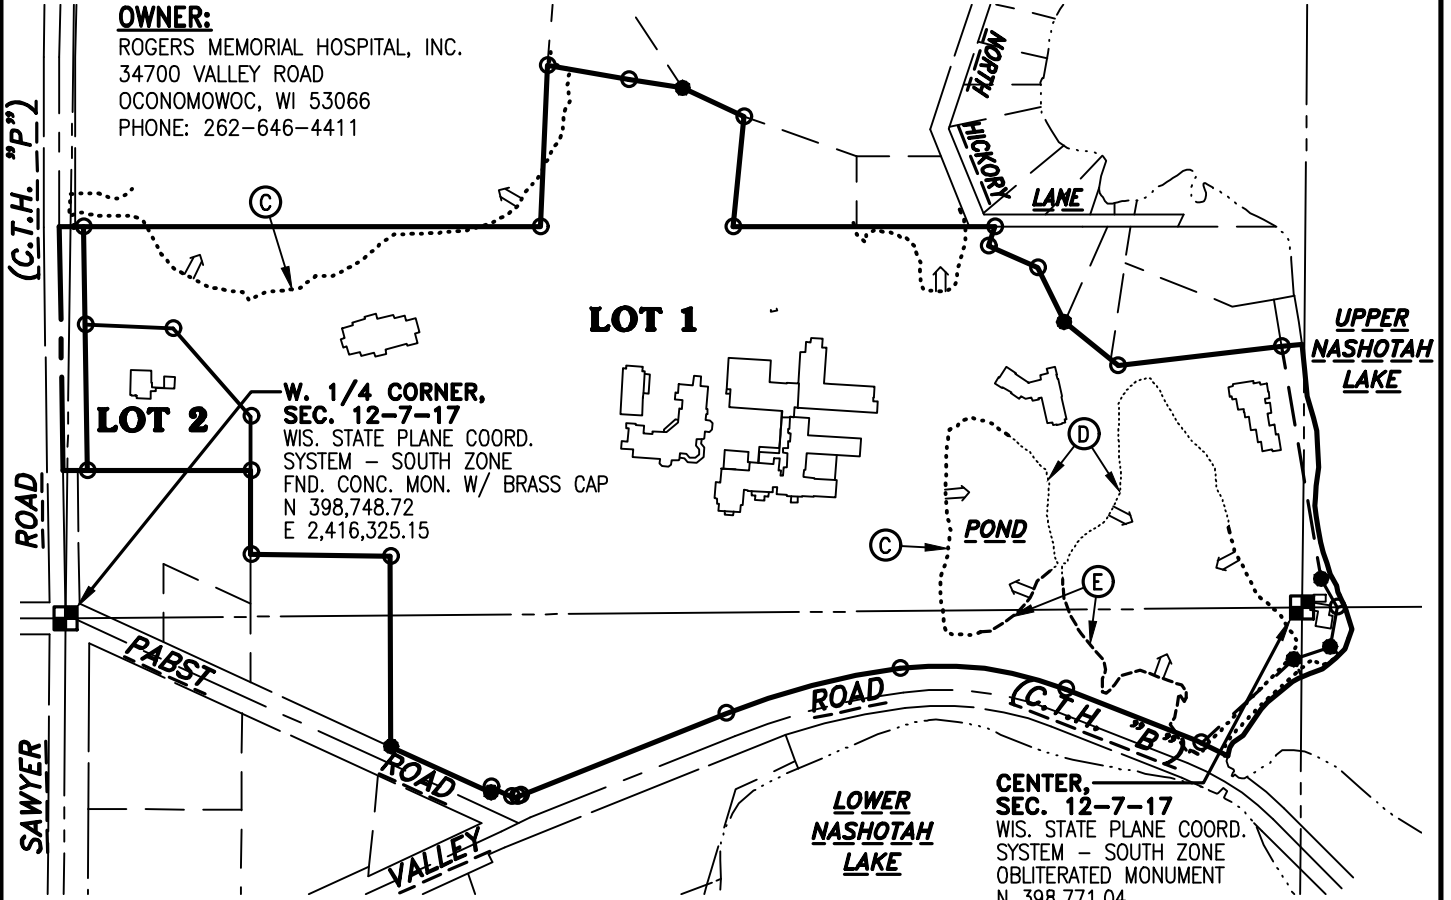 OWNER:
ROGERS MEMORIAL HOSPITAL, INC.
34700 VALLEY ROAD
OCONOMOWOC, WI 53066
PHONE: 262-646-4411
(C.T.H. "P")
NORTH
HICKORY
LANE
C
LOT 1
UPPER
NASHOTAH
LAKE
W. 1/4 CORNER,
SEC. 12-7-17
WIS. STATE PLANE COORD.
SYSTEM – SOUTH ZONE
FND. CONC. MON. W/ BRASS CAP
N 398,748.72
E 2,416,325.15
LOT 2
D
C
POND
E
ROAD
SAWYER
PABST
ROAD
VALLEY
ROAD
(C.T.H. "B")
LOWER
NASHOTAH
LAKE
CENTER,
SEC. 12-7-17
WIS. STATE PLANE COORD.
SYSTEM – SOUTH ZONE
OBLITERATED MONUMENT
N 398,771.04